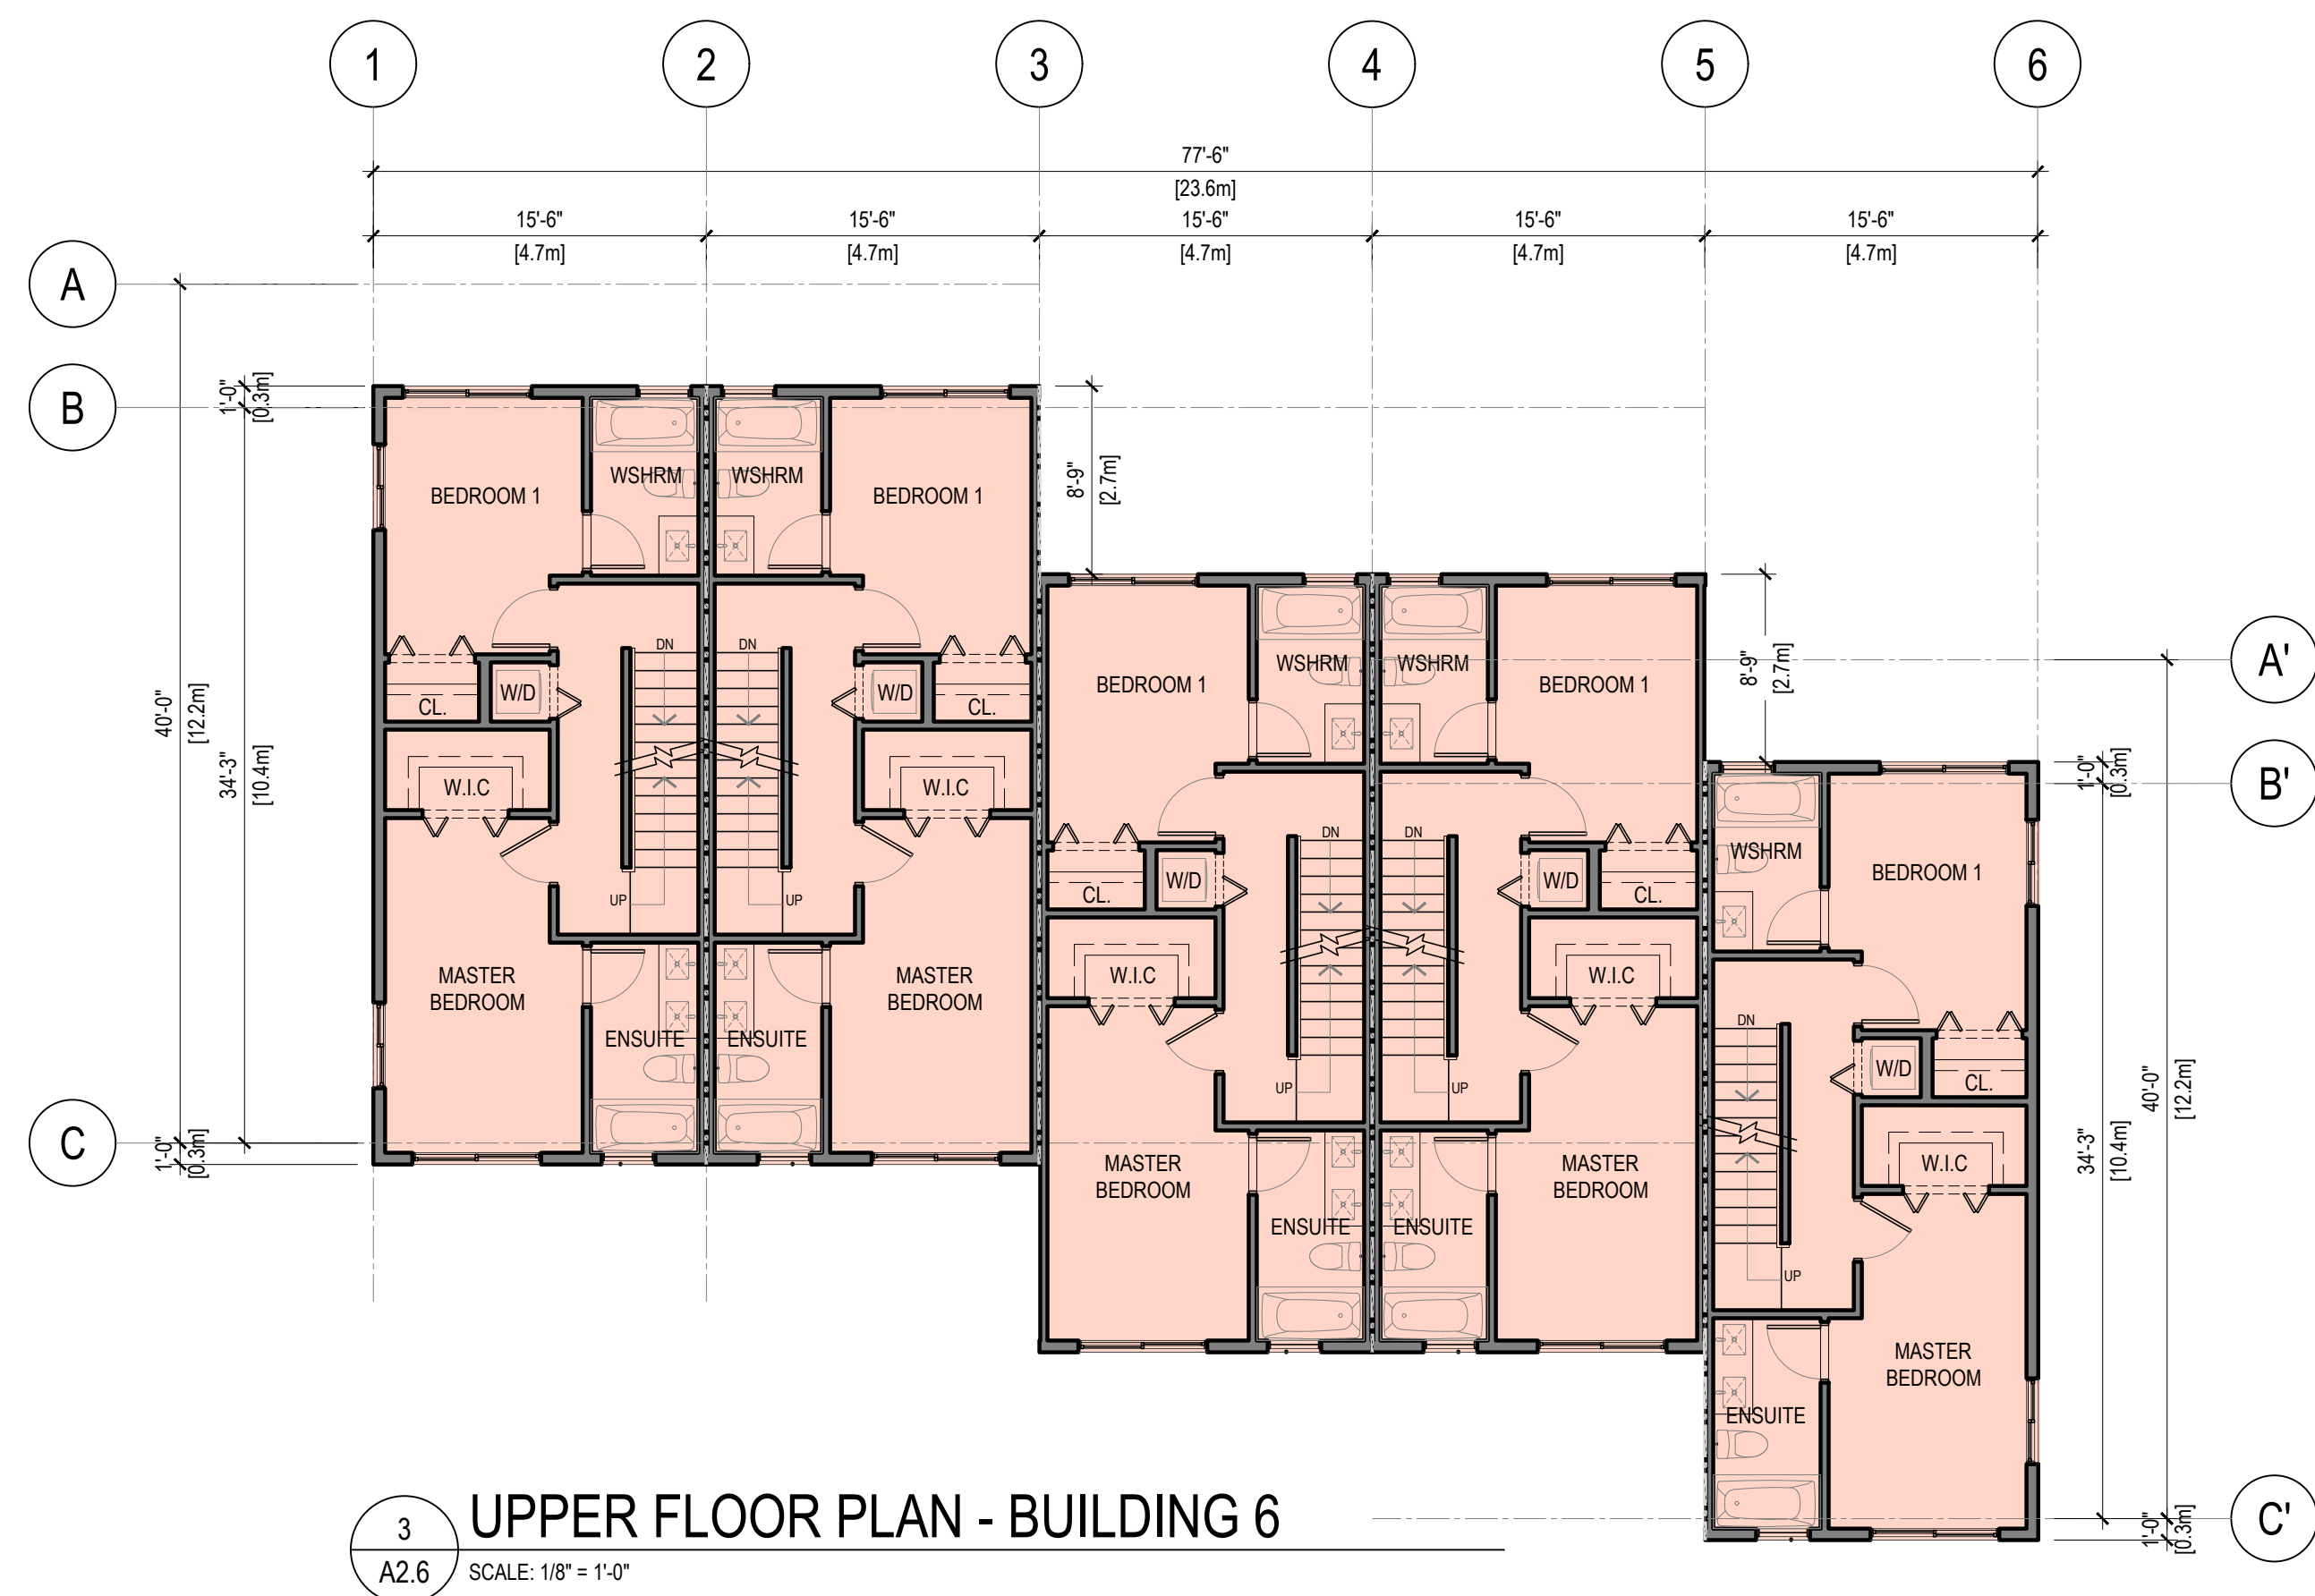 1 2 3 4 5 6
77'-6"
[23.6m]
15'-6" 15'-6" 15'-6" 15'-6" 15'-6"
[4.7m] [4.7m] [4.7m] [4.7m] [4.7m]
A
B
1'-0"
[0.3m]
40'-0"
[12.2m]
34'-3"
[10.4m]
C
1'-0"
[0.3m]
BEDROOM 1
WSHRM
WSHRM
BEDROOM 1
DN
DN
CL.
W/D
W/D
CL.
W.I.C
W.I.C
UP
UP
MASTER
BEDROOM
ENSUITE
ENSUITE
MASTER
BEDROOM
8'-9"
[2.7m]
BEDROOM 1
WSHRM
WSHRM
BEDROOM 1
DN
DN
CL.
W/D
W/D
CL.
W.I.C
W.I.C
UP
UP
MASTER
BEDROOM
ENSUITE
ENSUITE
MASTER
BEDROOM
8'-9"
[2.7m]
WSHRM
BEDROOM 1
DN
W/D
CL.
W.I.C
UP
MASTER
BEDROOM
ENSUITE
A'
B'
1'-0"
[0.3m]
34'-3"
[10.4m]
40'-0"
[12.2m]
C'
1'-0"
[0.3m]
3
A2.6
UPPER FLOOR PLAN - BUILDING 6
SCALE: 1/8" = 1'-0"